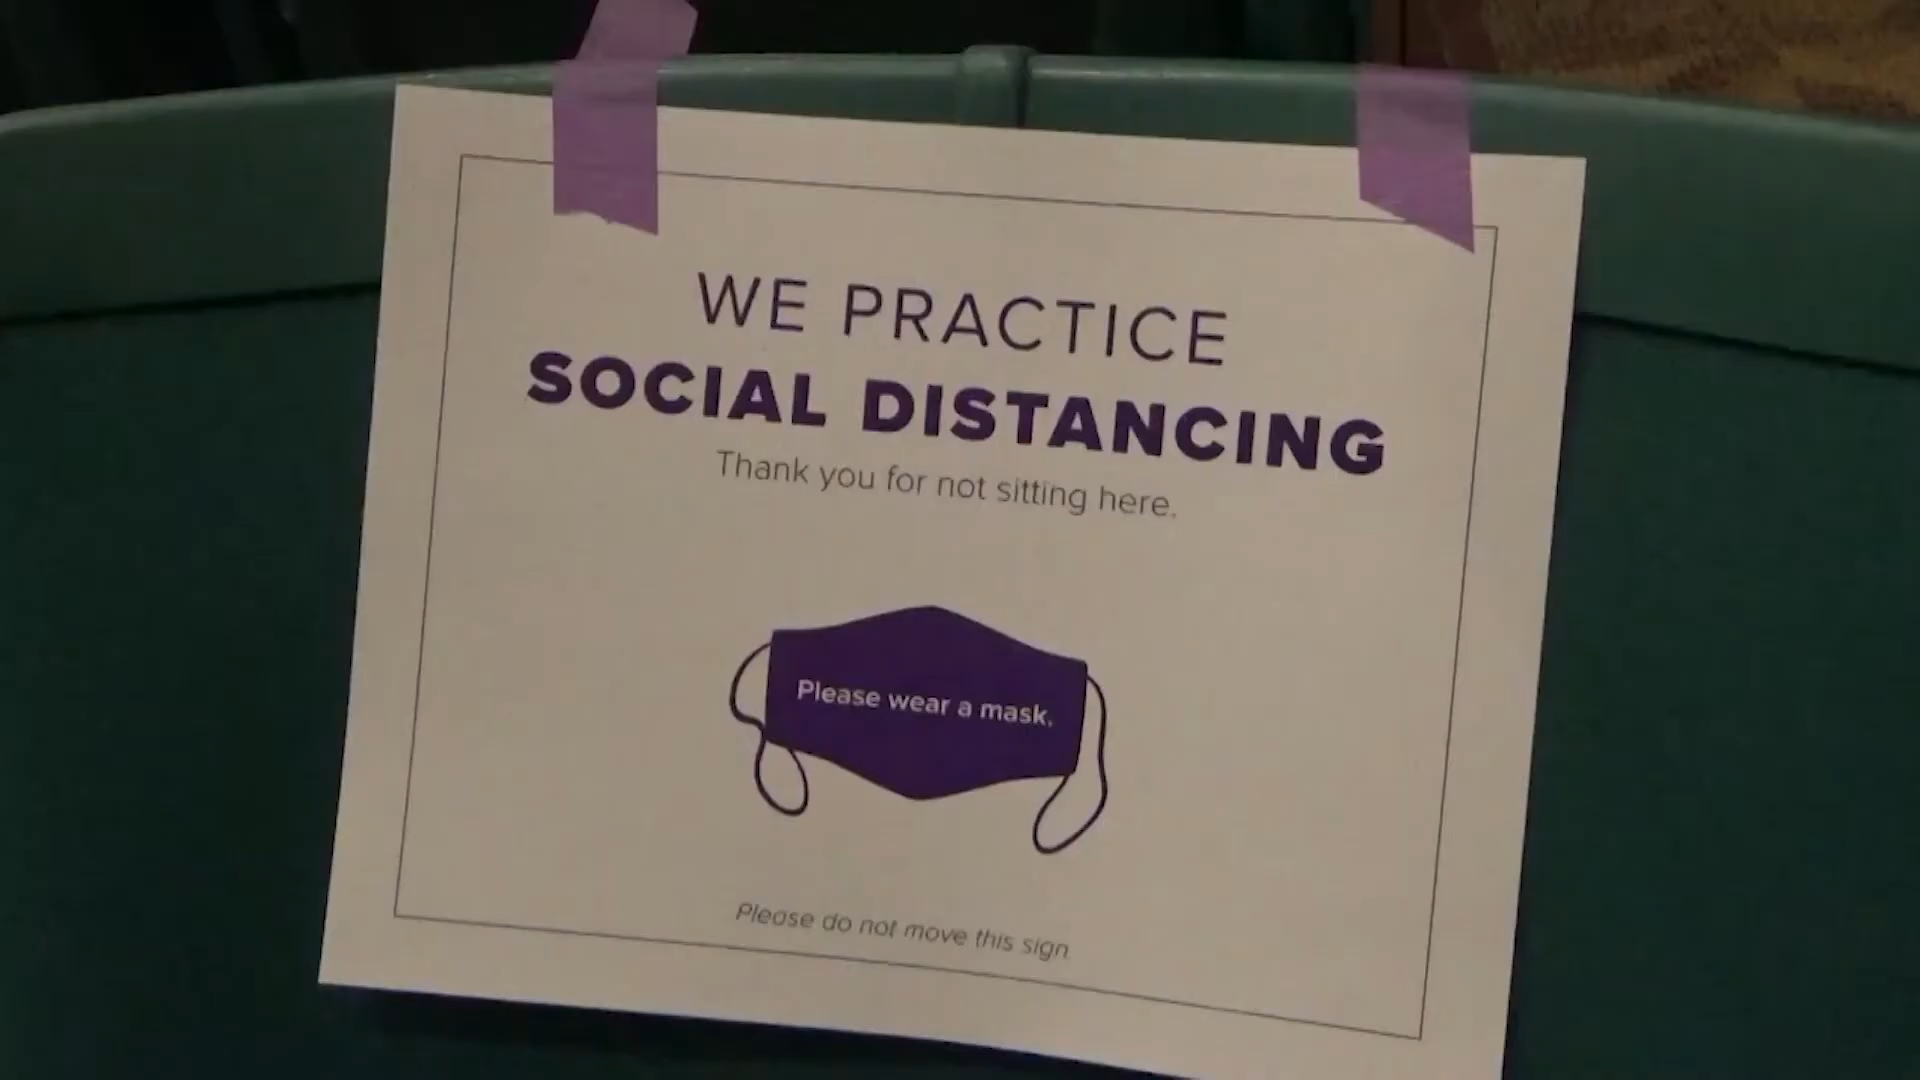 WE PRACTICE
SOCIAL DISTANCING
Thank you for not sitting here.
Please wear a mask.
Please do not move this sign